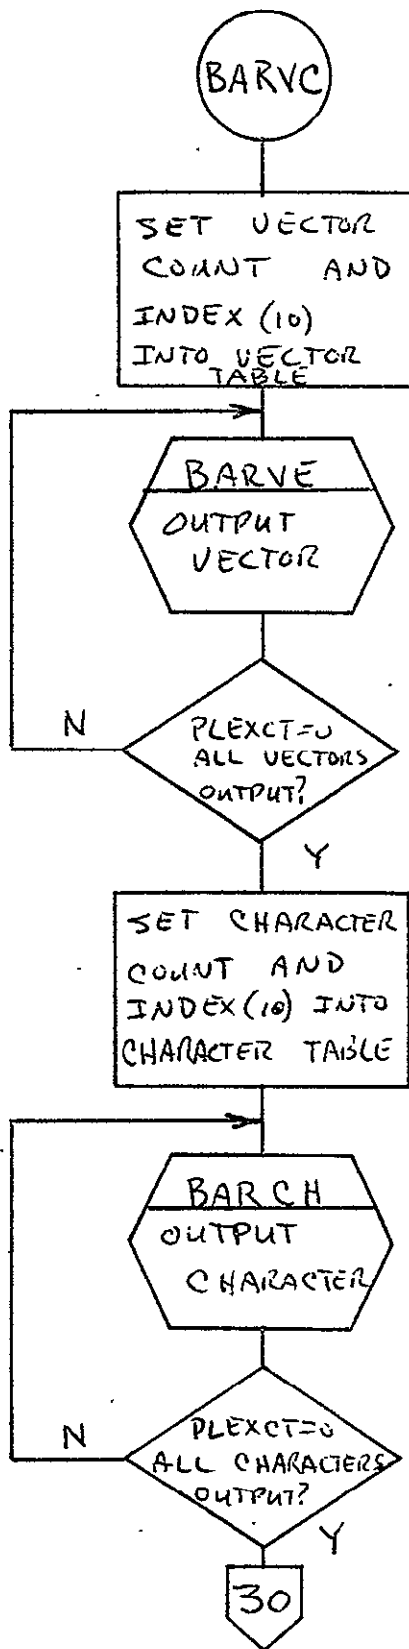 BARVC
SET VECTOR
COUNT AND
INDEX (10)
INTO VECTOR
TABLE
BARVE
OUTPUT
VECTOR
N
PLEXCT=0
ALL VECTORS
OUTPUT?
Y
SET CHARACTER
COUNT AND
INDEX (10) INTO
CHARACTER TABLE
BARCH
OUTPUT
CHARACTER
N
PLEXCT=0
ALL CHARACTERS
OUTPUT?
Y
30